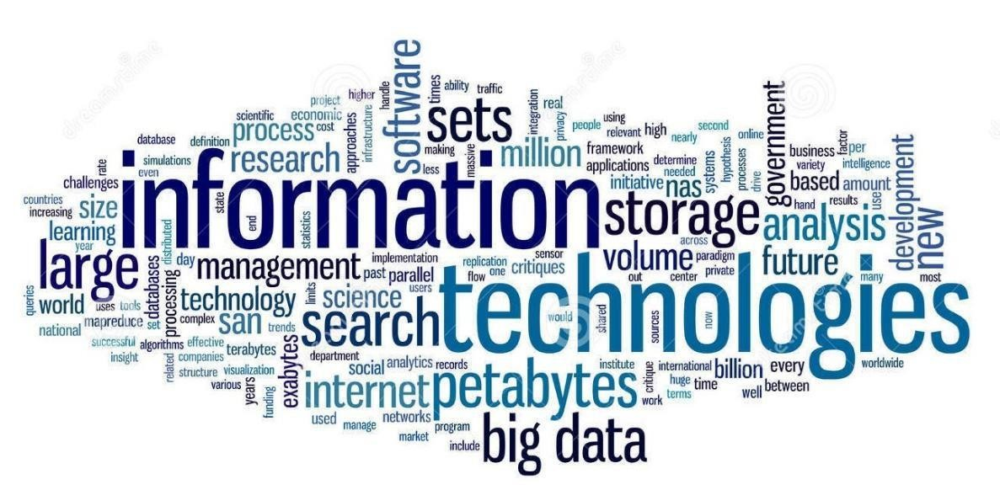 software
times
ability
traffic
higher
handle
project
scientific
economic
process
cost
approaches
infrastructure
sets
making
massive
less
integration
real
privacy
people
using
relevant
high
nearly
second
online
government
database
definition
simulations
even
research
million
framework
applications
determine
needed
systems
hypothesis
processes
drive
business
factor
per
variety
intelligence
rate
challenges
information
state
end
statistics
initiative
nas
based
amount
use
development
countries
increasing
size
learning
year
distributed
storage
across
hand
results
analysis
new
large
databases
processing
day
management
implementation
past
parallel
users
replication
flow
one
sensor
critiques
volume
paradigm
out
center
private
future
many
most
queries
world
uses
tools
mapreduce
set
national
technology
complex
san
trends
limits
science
search
technologies
would
shared
sources
now
worldwide
successful
insight
algorithms
effective
companies
terabytes
related
structure
visualization
various
years
funding
exabytes
department
social
analytics
records
internet
petabytes
institute
critique
work
international
huge
terms
time
billion
every
well
between
used
manage
networks
market
program
include
big data
dreamstime